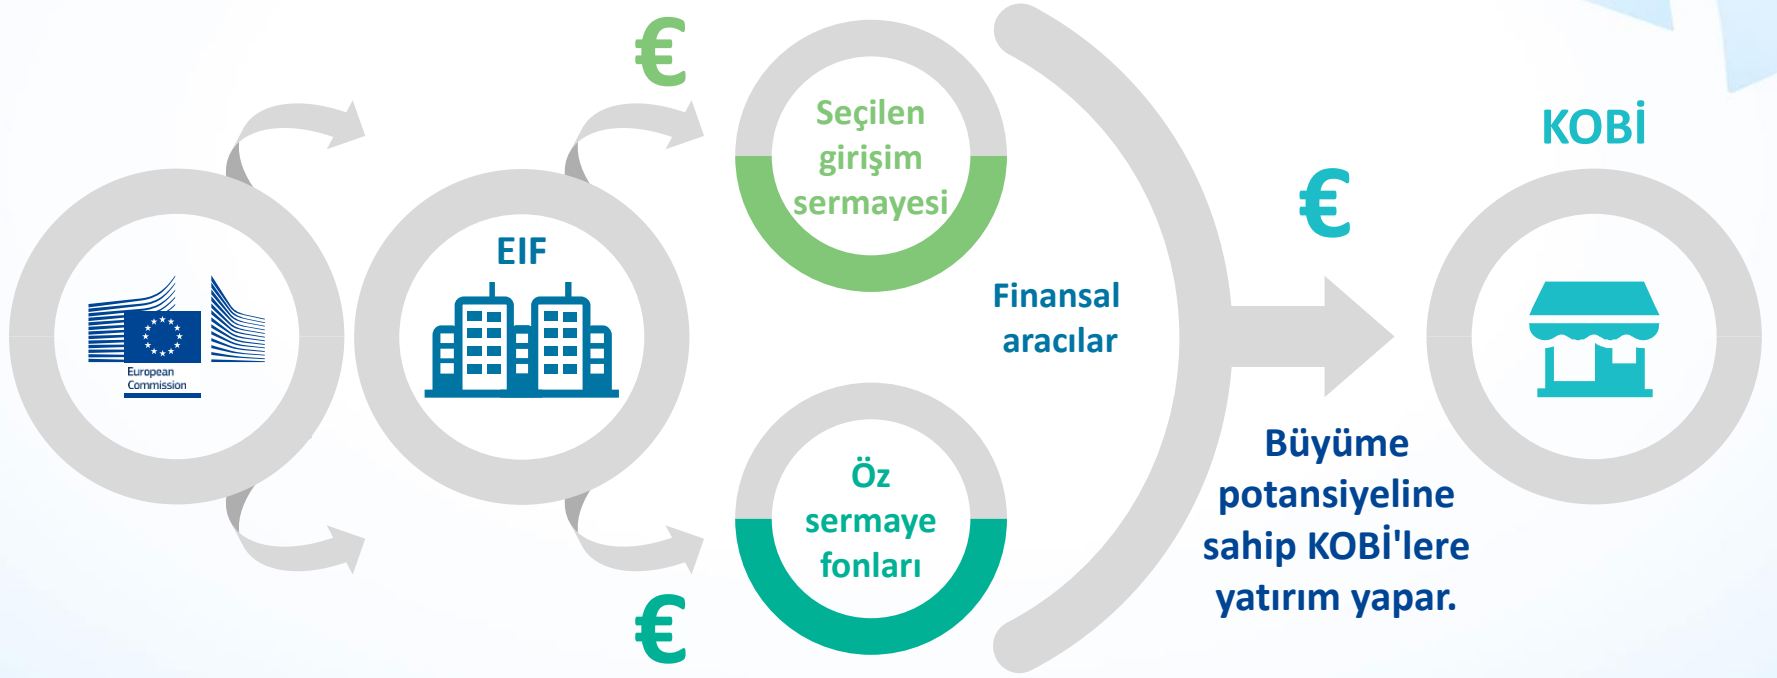 European
Commission
EIF
€
Seçilen
girişim
sermayesi
€
Öz
sermaye
fonları
Finansal
aracılar
€
Büyüme
potansiyeline
sahip KOBİ'lere
yatırım yapar.
KOBİ